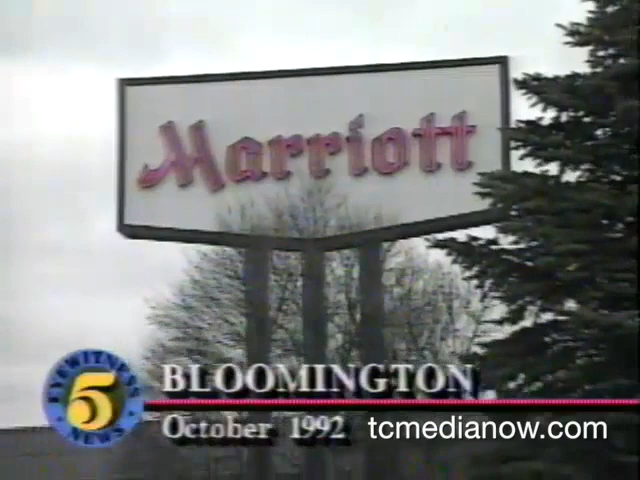 Marriott
EYEWITNESS
5
NEWS
BLOOMINGTON
October 1992
tcmedianow.com